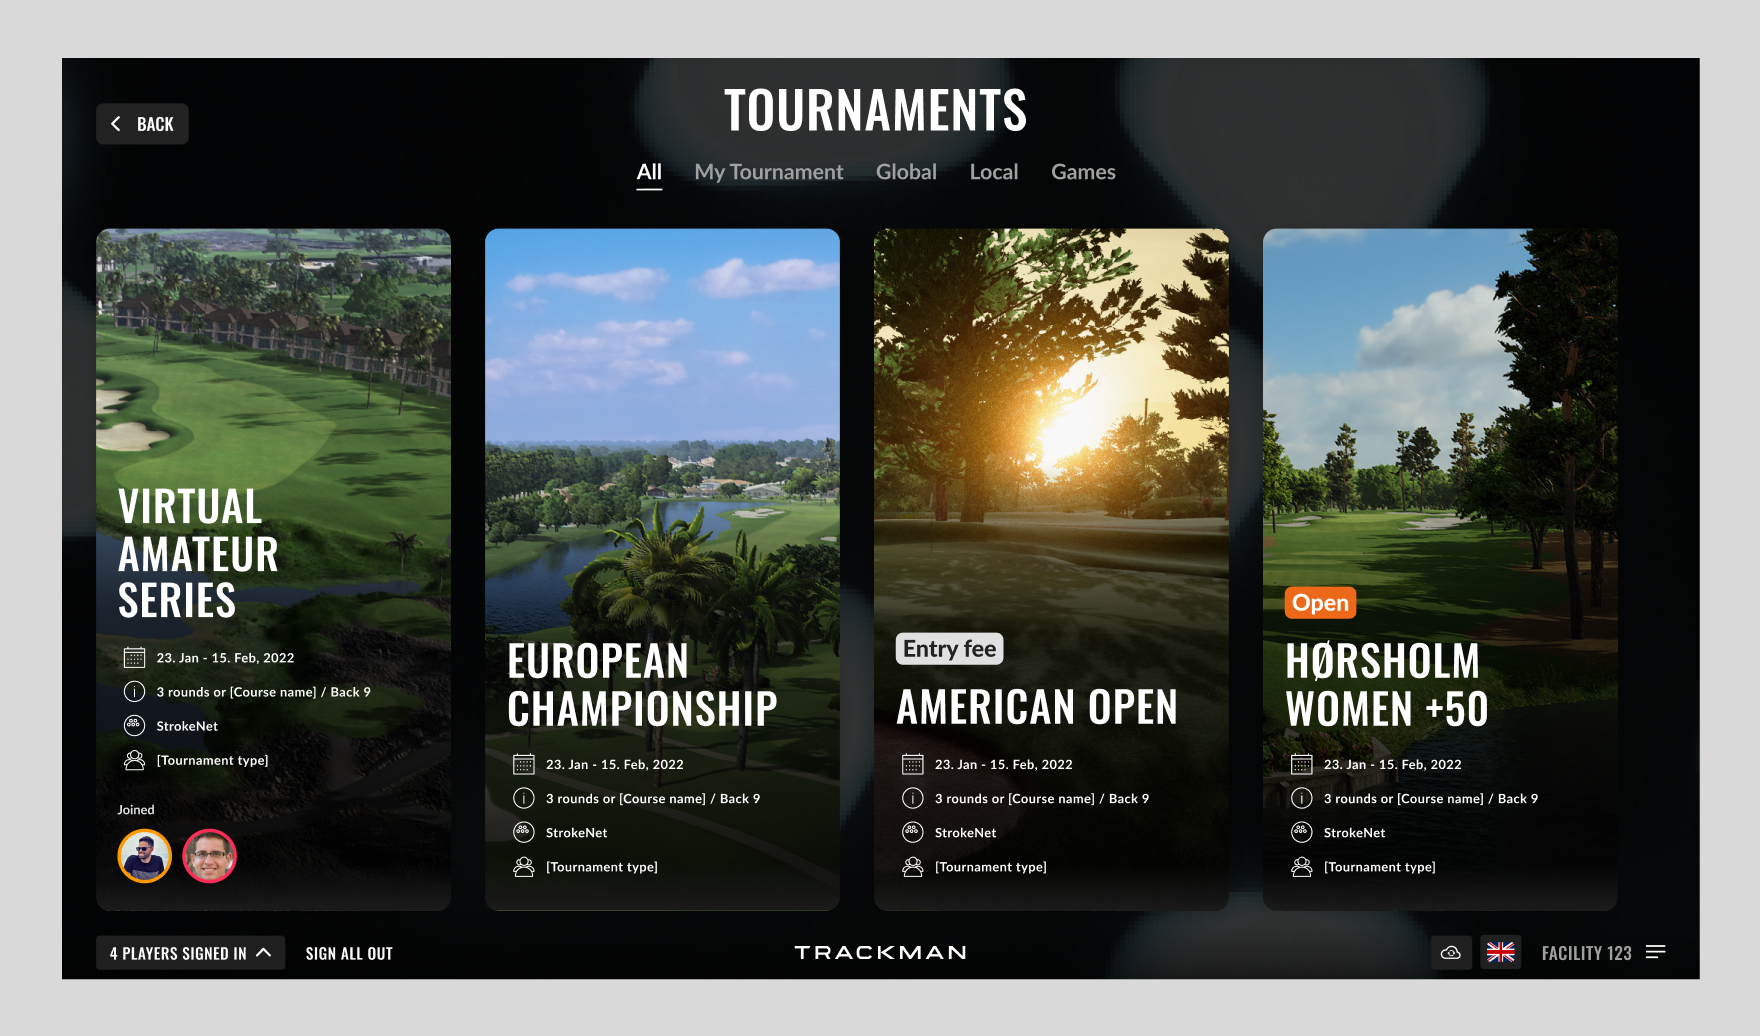 TOURNAMENTS
BACK
All
My Tournament
Global
Local
Games
VIRTUAL
AMATEUR
SERIES
23. Jan - 15. Feb, 2022
3 rounds or [Course name] / Back 9
StrokeNet
[Tournament type]
Joined
EUROPEAN
CHAMPIONSHIP
23. Jan - 15. Feb, 2022
3 rounds or [Course name] / Back 9
StrokeNet
[Tournament type]
Entry fee
AMERICAN OPEN
23. Jan - 15. Feb, 2022
3 rounds or [Course name] / Back 9
StrokeNet
[Tournament type]
Open
HØRSHOLM
WOMEN +50
23. Jan - 15. Feb, 2022
3 rounds or [Course name] / Back 9
StrokeNet
[Tournament type]
4 PLAYERS SIGNED IN
SIGN ALL OUT
TRACKMAN
FACILITY 123